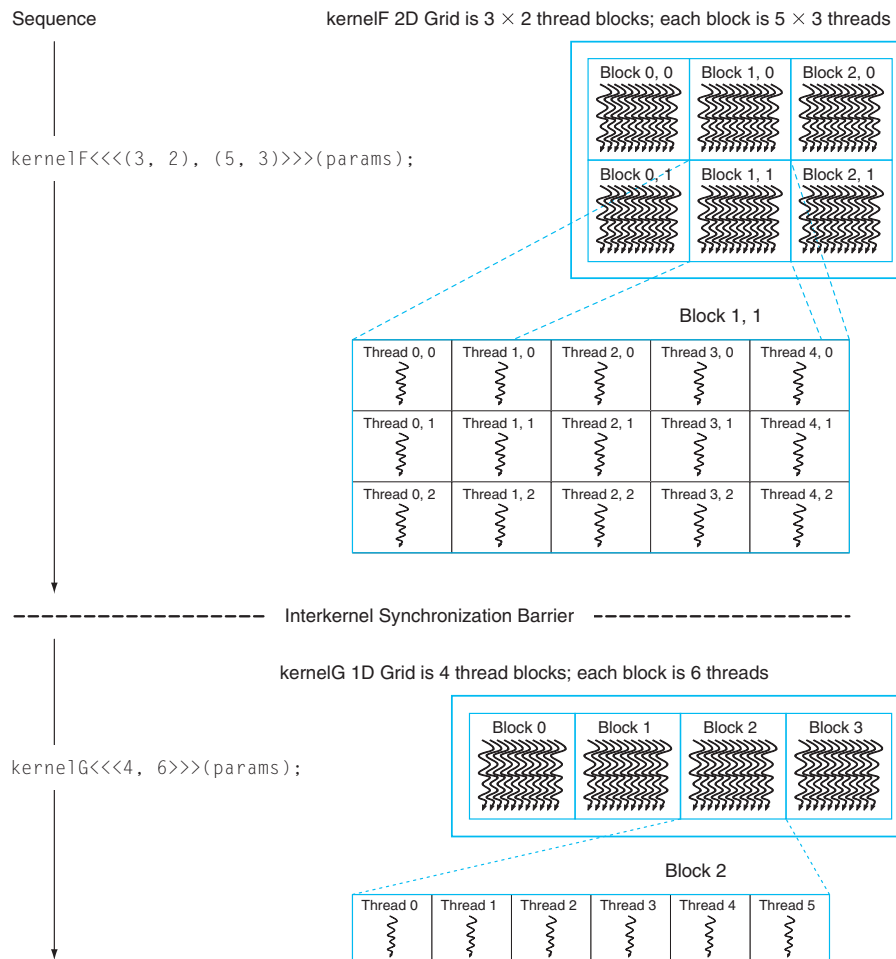 Sequence
kernelF 2D Grid is 3 × 2 thread blocks; each block is 5 × 3 threads
Block 0, 0
Block 1, 0
Block 2, 0
kernelF<<<(3, 2), (5, 3)>>>(params);
Block 0, 1
Block 1, 1
Block 2, 1
Block 1, 1
Thread 0, 0
Thread 1, 0
Thread 2, 0
Thread 3, 0
Thread 4, 0
Thread 0, 1
Thread 1, 1
Thread 2, 1
Thread 3, 1
Thread 4, 1
Thread 0, 2
Thread 1, 2
Thread 2, 2
Thread 3, 2
Thread 4, 2
Interkernel Synchronization Barrier
kernelG 1D Grid is 4 thread blocks; each block is 6 threads
Block 0
Block 1
Block 2
Block 3
kernelG<<<4, 6>>>(params);
Block 2
Thread 0
Thread 1
Thread 2
Thread 3
Thread 4
Thread 5